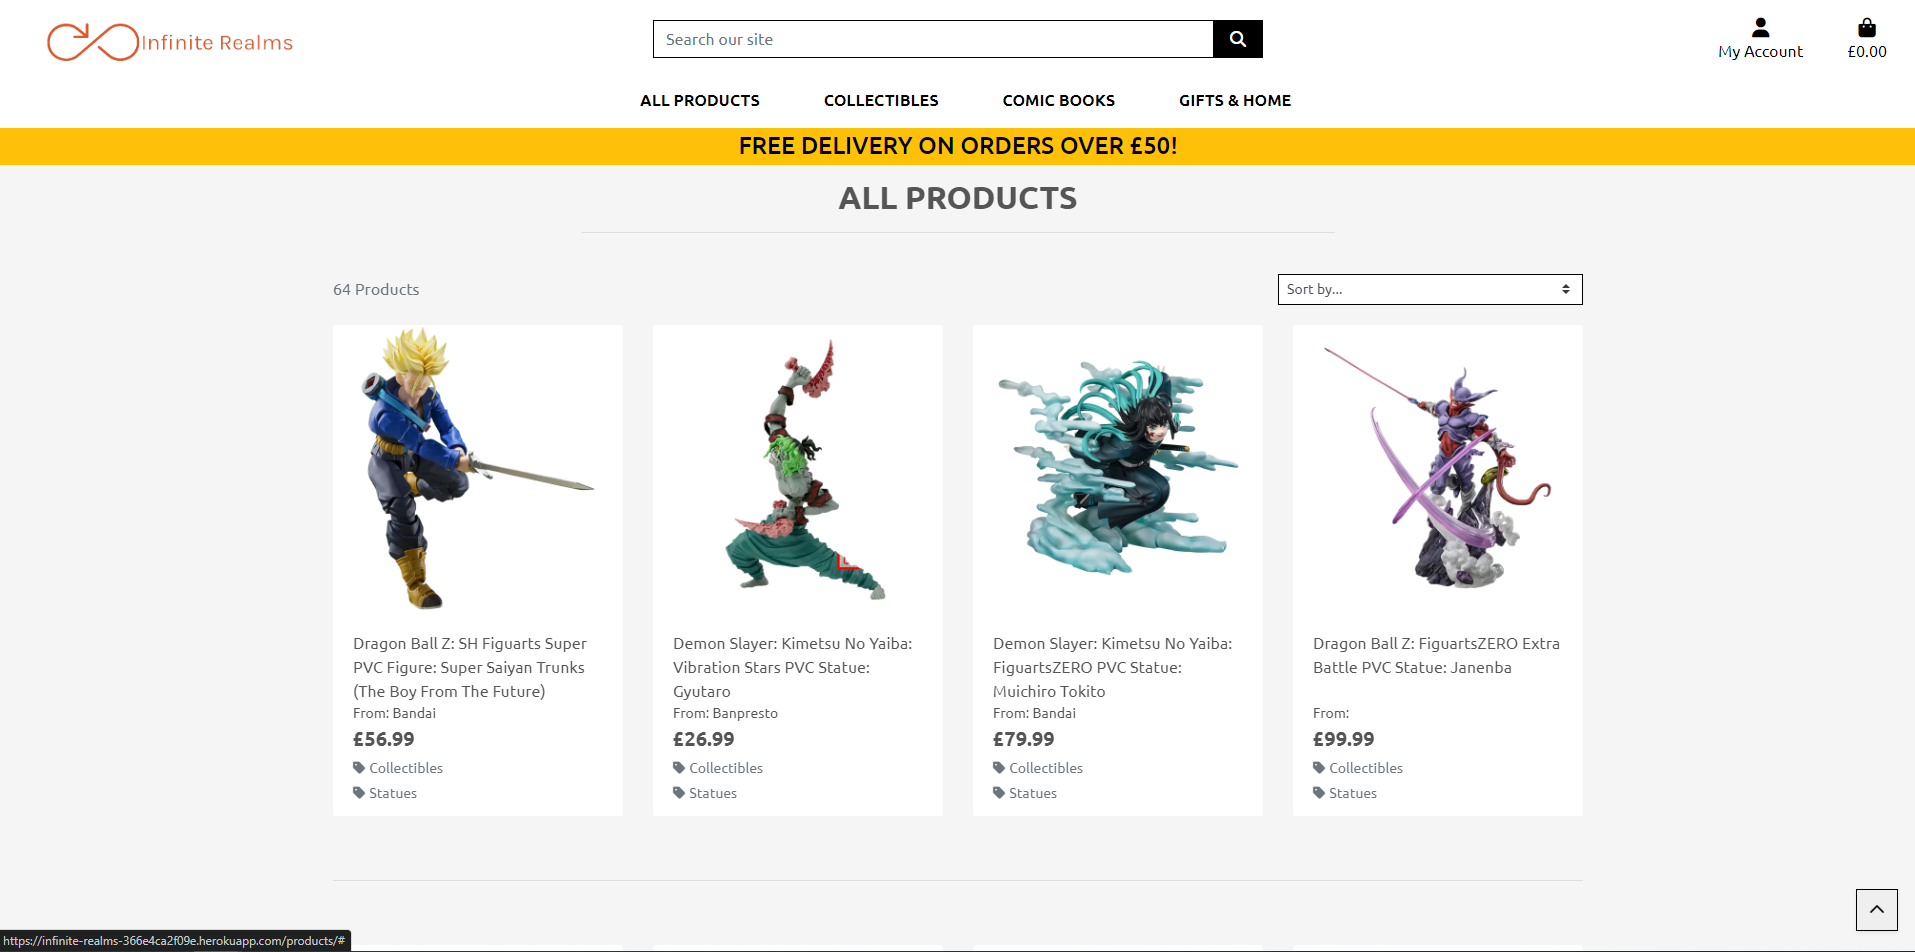 Infinite Realms
Search our site
My Account
£0.00
ALL PRODUCTS
COLLECTIBLES
COMIC BOOKS
GIFTS & HOME
FREE DELIVERY ON ORDERS OVER £50!
ALL PRODUCTS
64 Products
Sort by...
Dragon Ball Z: SH Figuarts Super
PVC Figure: Super Saiyan Trunks
(The Boy From The Future)
From: Bandai
£56.99
Collectibles
Statues
Demon Slayer: Kimetsu No Yaiba:
Vibration Stars PVC Statue:
Gyutaro
From: Banpresto
£26.99
Collectibles
Statues
Demon Slayer: Kimetsu No Yaiba:
FiguartsZERO PVC Statue:
Muichiro Tokito
From: Bandai
£79.99
Collectibles
Statues
Dragon Ball Z: FiguartsZERO Extra
Battle PVC Statue: Janenba
From:
£99.99
Collectibles
Statues
https://infinite-realms-366e4ca2f09e.herokuapp.com/products/#